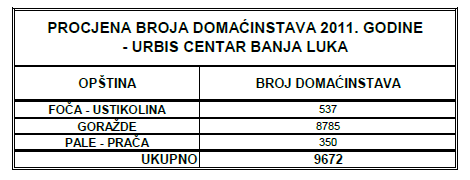 PROCJENA BROJA DOMAĆINSTAVA 2011. GODINE
- URBIS CENTAR BANJA LUKA
OPŠTINA BROJ DOMAĆINSTAVA
FOČA - USTIKOLINA 537
GORAŽDE 8785
PALE - PRAČA 350
UKUPNO 9672